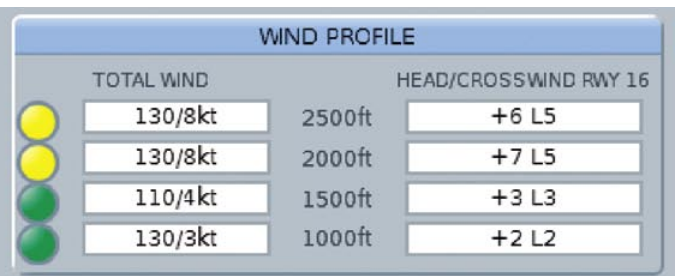 WIND PROFILE
TOTAL WIND HEAD/CROSSWIND RWY 16
130/8kt 2500ft +6 L5
130/8kt 2000ft +7 L5
110/4kt 1500ft +3 L3
130/3kt 1000ft +2 L2